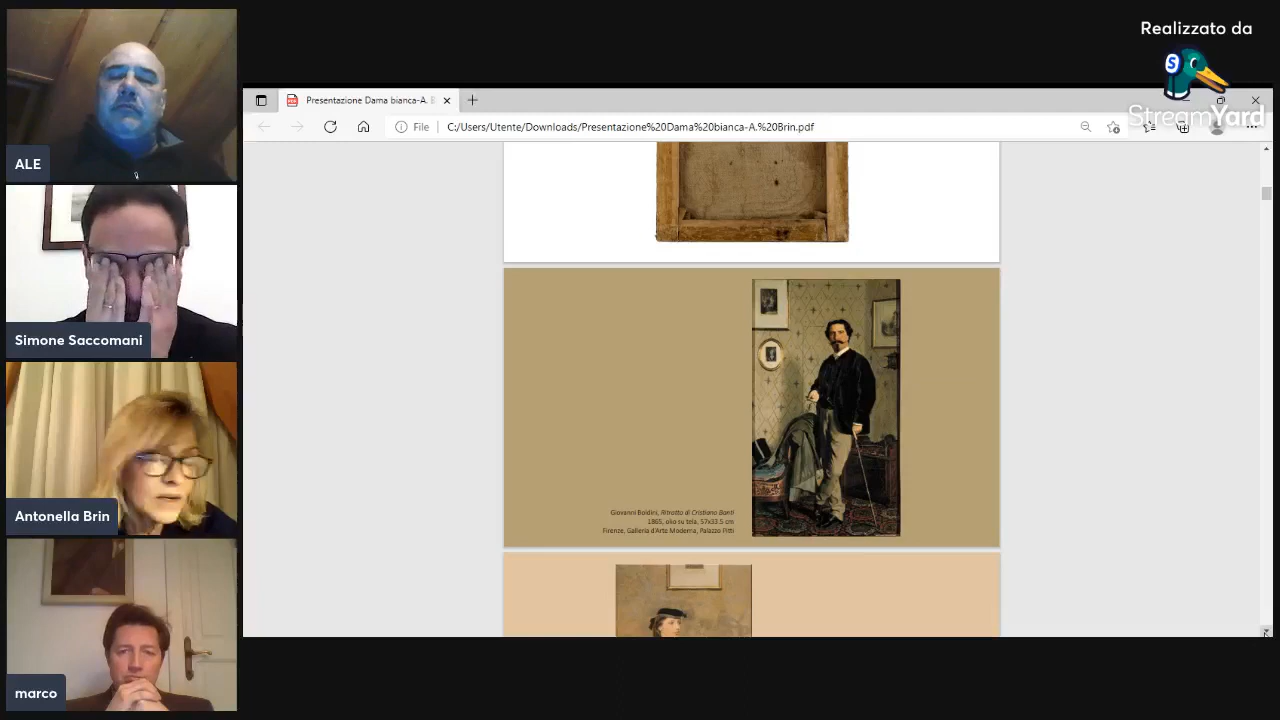 Realizzato da
StreamYard
Presentazione Dama bianca-A.
File
C:/Users/Utente/Downloads/Presentazione%20Dama%20bianca-A.%20Brin.pdf
ALE
Simone Saccomani
Antonella Brin
marco
Giovanni Boldini, Ritratto di Cristiano Banti
1865, olio su tela, 57x33.5 cm
Firenze, Galleria d'Arte Moderna, Palazzo Pitti